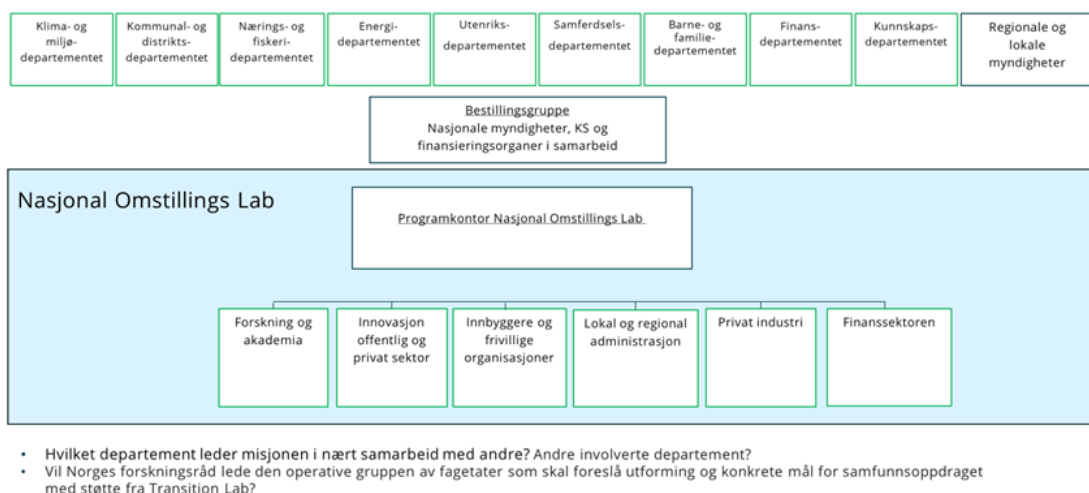 Klima- og
miljø-
departementet
Kommunal- og
distrikts-
departementet
Nærings- og
fiskeri-
departementet
Energi-
departementet
Utenriks-
departementet
Samferdsels-
departementet
Barne- og
familie-
departementet
Finans-
departementet
Kunnskaps-
departementet
Regionale og
lokale
myndigheter
Bestillingsgruppe
Nasjonale myndigheter, KS og
finansieringsorganer i samarbeid
Nasjonal Omstillings Lab
Programkontor Nasjonal Omstillings Lab
Forskning og
akademia
Innovasjon
offentlig og
privat sektor
Innbyggere og
frivillige
organisasjoner
Lokal og regional
administrasjon
Privat industri
Finanssektoren
• Hvilket departement leder misjonen i nært samarbeid med andre? Andre involverte departement?
• Vil Norges forskningsråd lede den operative gruppen av fagetater som skal foreslå utforming og konkrete mål for samfunnsoppdraget
med støtte fra Transition Lab?